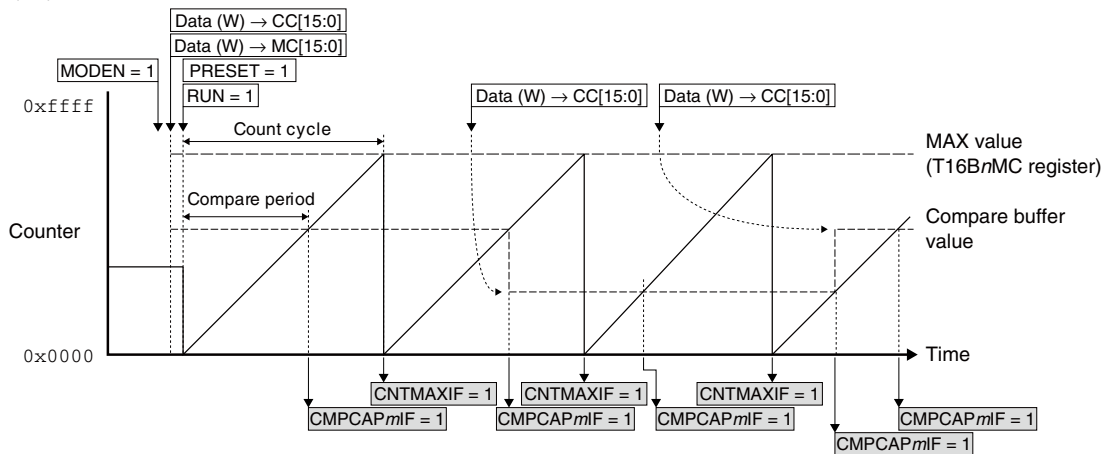 Data (W) → CC[15:0]
Data (W) → MC[15:0]
MODEN = 1
PRESET = 1
RUN = 1
Data (W) → CC[15:0]
Data (W) → CC[15:0]
0xffff
Count cycle
MAX value
(T16BnMC register)
Compare period
Counter
Compare buffer
value
0x0000
Time
CNTMAXIF = 1
CNTMAXIF = 1
CNTMAXIF = 1
CMPCAPmIF = 1
CMPCAPmIF = 1
CMPCAPmIF = 1
CMPCAPmIF = 1
CMPCAPmIF = 1